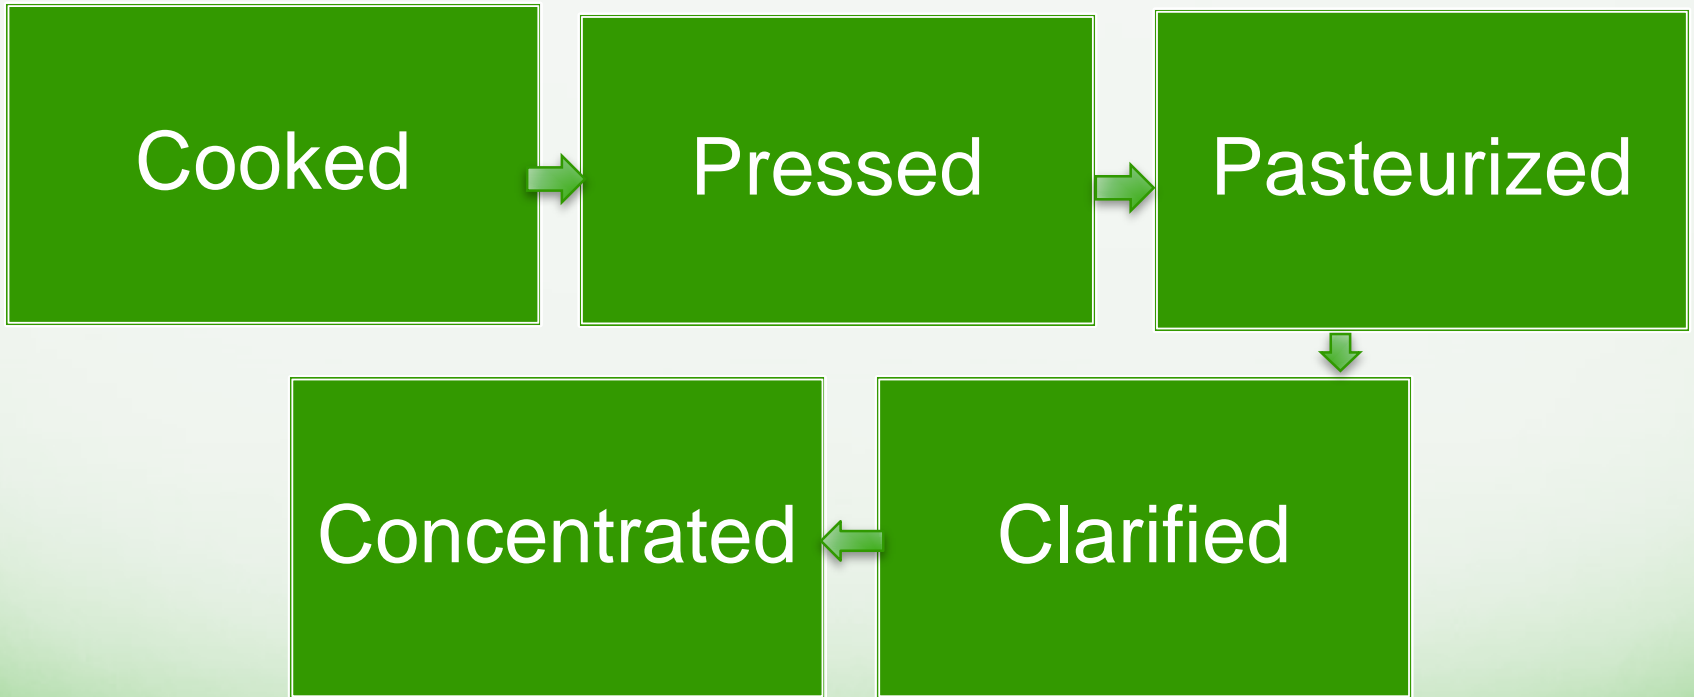 Cooked
Pressed
Pasteurized
Clarified
Concentrated